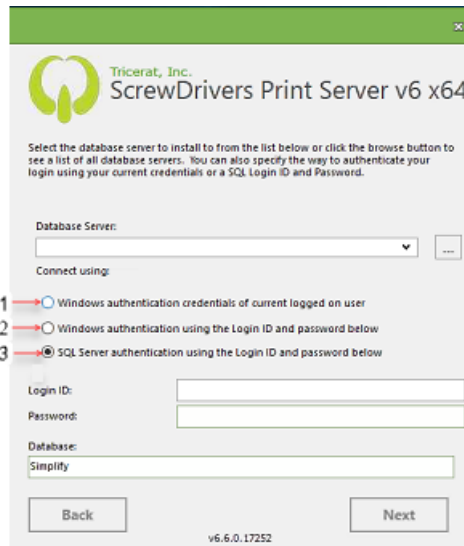 Tricerat, Inc.
ScrewDrivers Print Server v6 x64
Select the database server to install to from the list below or click the browse button to
see a list of all database servers. You can also specify the way to authenticate your
login using your current credentials or a SQL Login ID and Password.
Database Server:
...
Connect using:
1 Windows authentication credentials of current logged on user
2 Windows authentication using the Login ID and password below
3 SQL Server authentication using the Login ID and password below
Login ID:
Password:
Database:
Simplify
Back Next
v6.6.0.17252